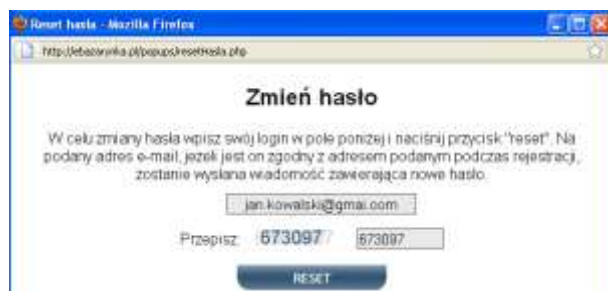 Reset hasła - Mozilla Firefox
http://ebazarynka.pl/popups/resetHasla.php
Zmień hasło
W celu zmiany hasła wpisz swój login w pole poniżej i naciśnij przycisk "reset". Na
podany adres e-mail, jeżeli jest on zgodny z adresem podanym podczas rejestracji,
zostanie wysłana wiadomość zawierająca nowe hasło.
jan.kowalski@gmai.com
Przepisz: 673097 673097
RESET